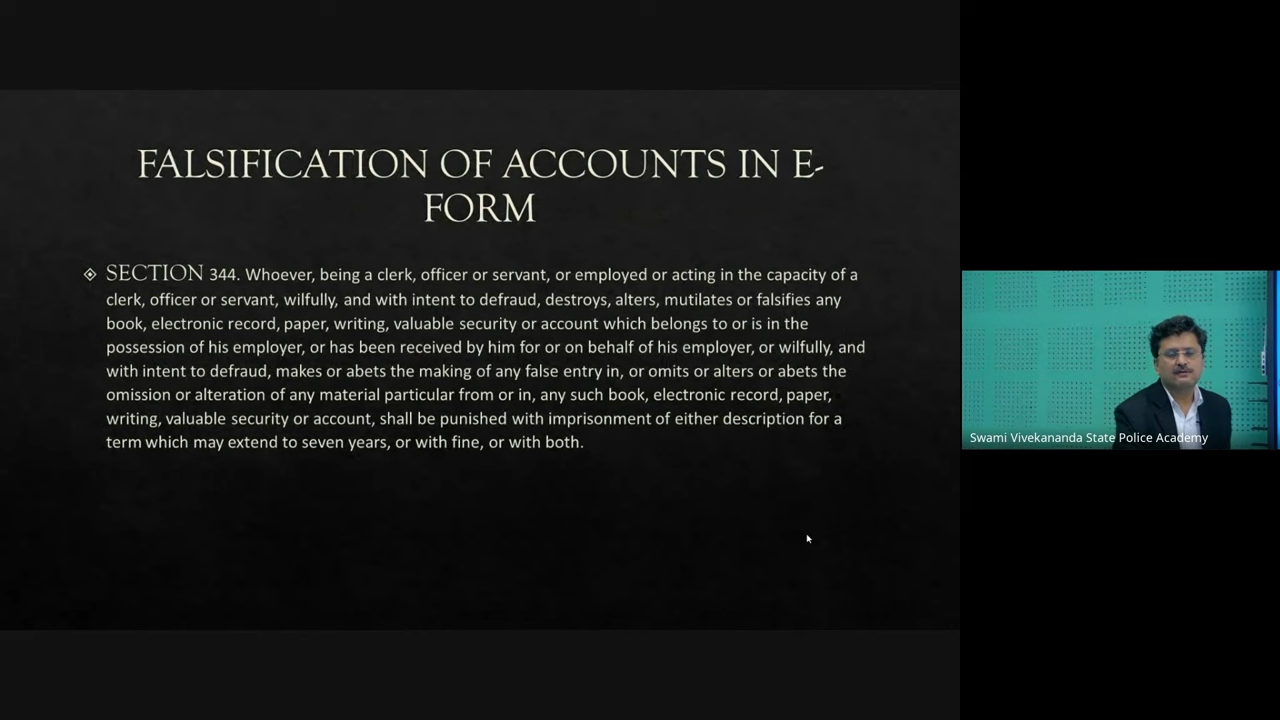 FALSIFICATION OF ACCOUNTS IN E-
FORM
SECTION 344. Whoever, being a clerk, officer or servant, or employed or acting in the capacity of a
clerk, officer or servant, wilfully, and with intent to defraud, destroys, alters, mutilates or falsifies any
book, electronic record, paper, writing, valuable security or account which belongs to or is in the
possession of his employer, or has been received by him for or on behalf of his employer, or wilfully, and
with intent to defraud, makes or abets the making of any false entry in, or omits or alters or abets the
omission or alteration of any material particular from or in, any such book, electronic record, paper,
writing, valuable security or account, shall be punished with imprisonment of either description for a
term which may extend to seven years, or with fine, or with both.
Swami Vivekananda State Police Academy